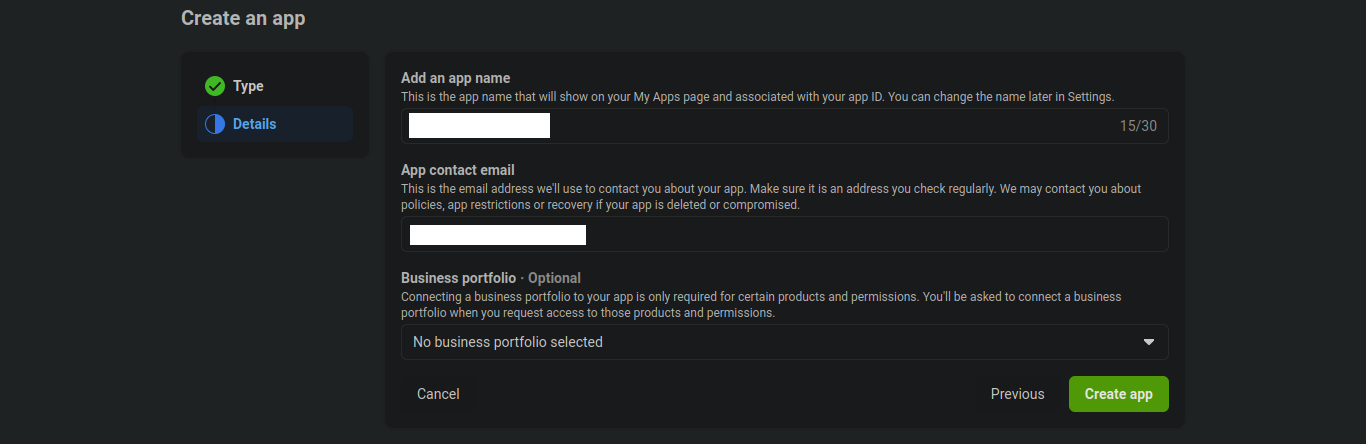 Create an app
Type
Details
Add an app name
This is the app name that will show on your My Apps page and associated with your app ID. You can change the name later in Settings.
15/30
App contact email
This is the email address we'll use to contact you about your app. Make sure it is an address you check regularly. We may contact you about
policies, app restrictions or recovery if your app is deleted or compromised.
Business portfolio · Optional
Connecting a business portfolio to your app is only required for certain products and permissions. You'll be asked to connect a business
portfolio when you request access to those products and permissions.
No business portfolio selected
Cancel
Previous
Create app